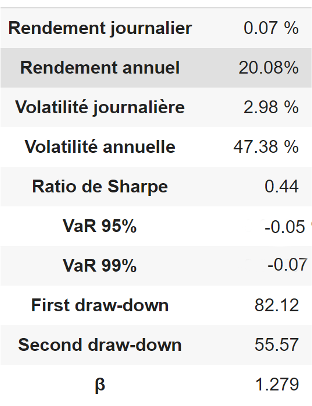 Rendement journalier 0.07 %
Rendement annuel 20.08%
Volatilité journalière 2.98 %
Volatilité annuelle 47.38 %
Ratio de Sharpe 0.44
VaR 95% -0.05
VaR 99% -0.07
First draw-down 82.12
Second draw-down 55.57
β 1.279